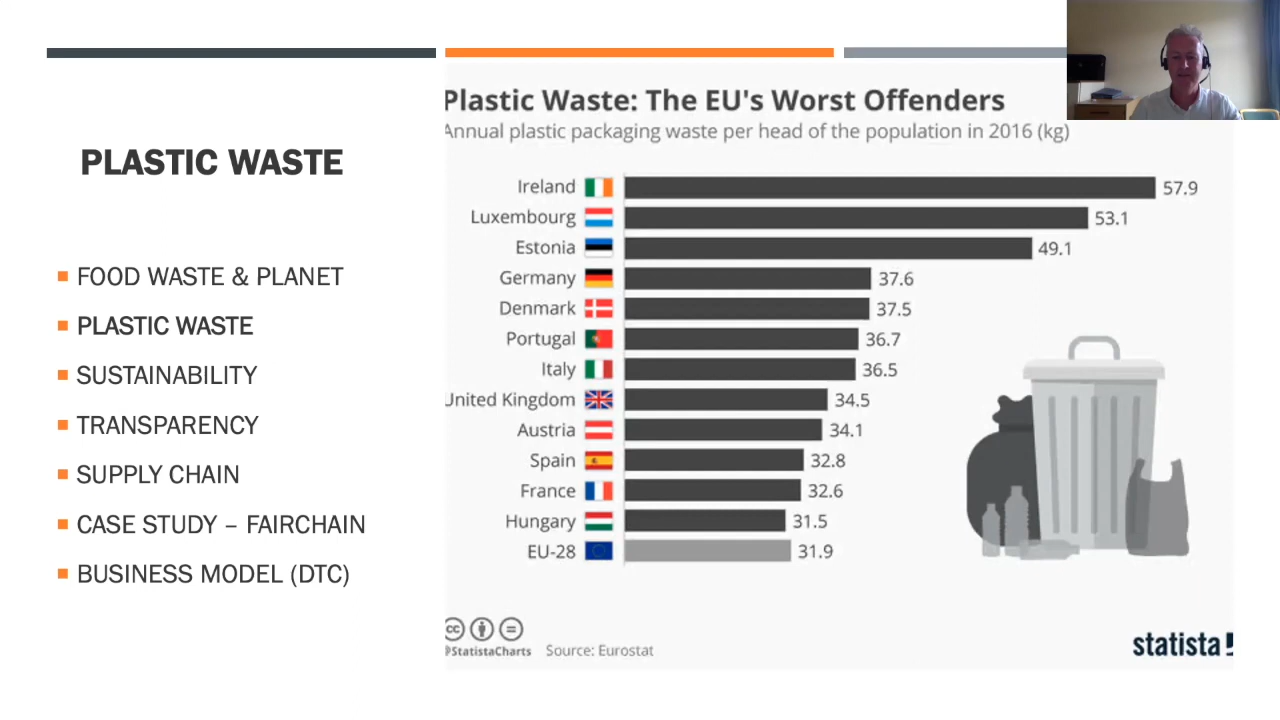 PLASTIC WASTE
FOOD WASTE & PLANET
PLASTIC WASTE
SUSTAINABILITY
TRANSPARENCY
SUPPLY CHAIN
CASE STUDY – FAIRCHAIN
BUSINESS MODEL (DTC)
Plastic Waste: The EU's Worst Offenders
Annual plastic packaging waste per head of the population in 2016 (kg)
Ireland 57.9
Luxembourg 53.1
Estonia 49.1
Germany 37.6
Denmark 37.5
Portugal 36.7
Italy 36.5
United Kingdom 34.5
Austria 34.1
Spain 32.8
France 32.6
Hungary 31.5
EU-28 31.9
cc
@StatistaCharts Source: Eurostat
statista